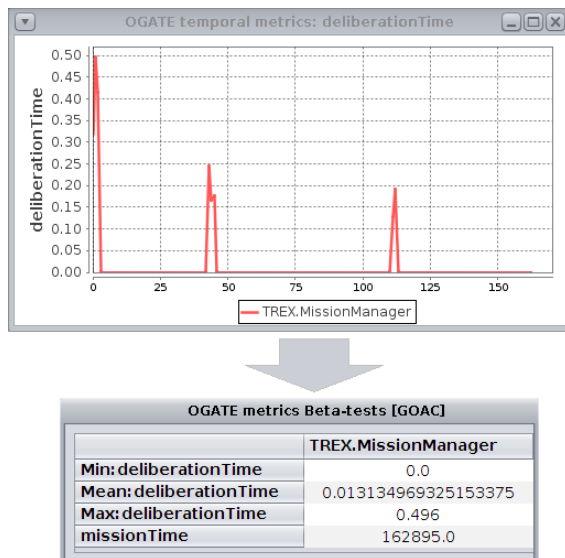 OGATE temporal metrics: deliberationTime
deliberationTime
0.50
0.45
0.40
0.35
0.30
0.25
0.20
0.15
0.10
0.05
0.00
0 25 50 75 100 125 150
TREX.MissionManager
OGATE metrics Beta-tests [GOAC]
TREX.MissionManager
Min:deliberationTime 0.0
Mean:deliberationTime 0.013134969325153375
Max:deliberationTime 0.496
missionTime 162895.0